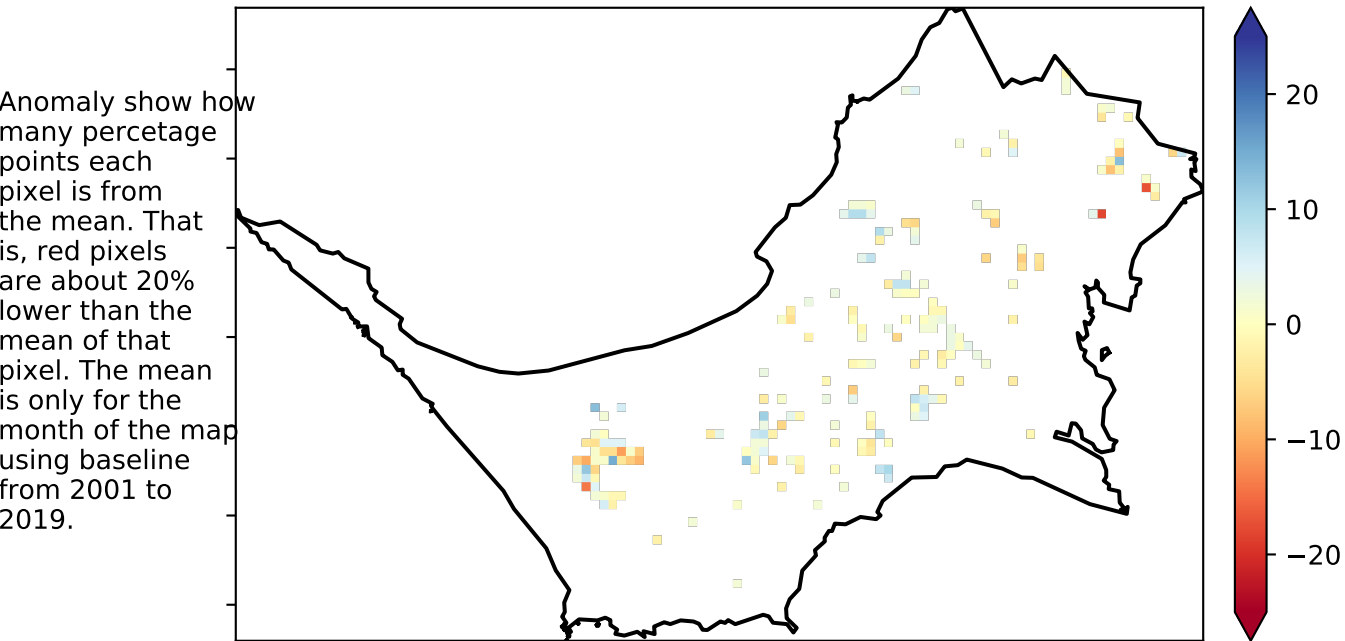 Anomaly show how
many percetage
points each
pixel is from
the mean. That
is, red pixels
are about 20%
lower than the
mean of that
pixel. The mean
is only for the
month of the map
using baseline
from 2001 to
2019.
20
10
0
−10
−20